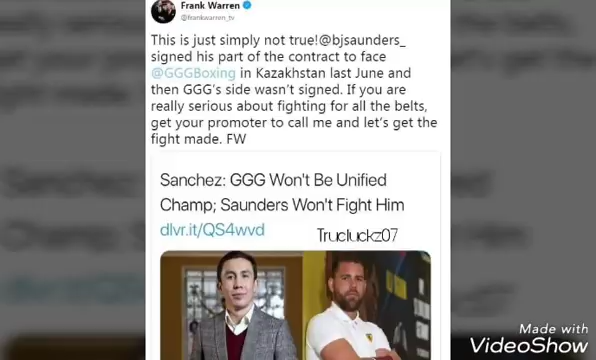 Frank Warren
@frankwarren_tv
This is just simply not true!@bjsaunders_
signed his part of the contract to face
@GGGBoxing in Kazakhstan last June and
then GGG's side wasn't signed. If you are
really serious about fighting for all the belts,
get your promoter to call me and let's get the
fight made. FW
Sanchez: GGG Won't Be Unified
Champ; Saunders Won't Fight Him
dlvr.it/QS4wvd
Trucluckz07
Made with
VideoShow